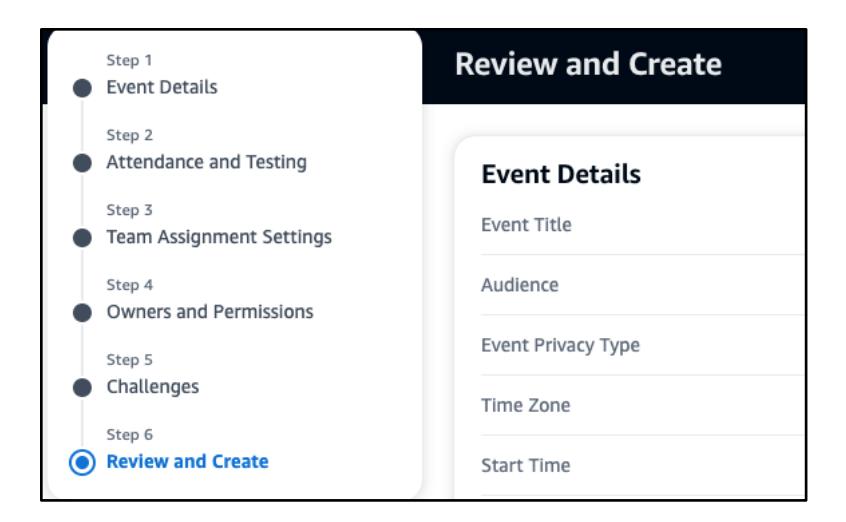 Step 1
Event Details
Step 2
Attendance and Testing
Step 3
Team Assignment Settings
Step 4
Owners and Permissions
Step 5
Challenges
Step 6
Review and Create
Review and Create
Event Details
Event Title
Audience
Event Privacy Type
Time Zone
Start Time